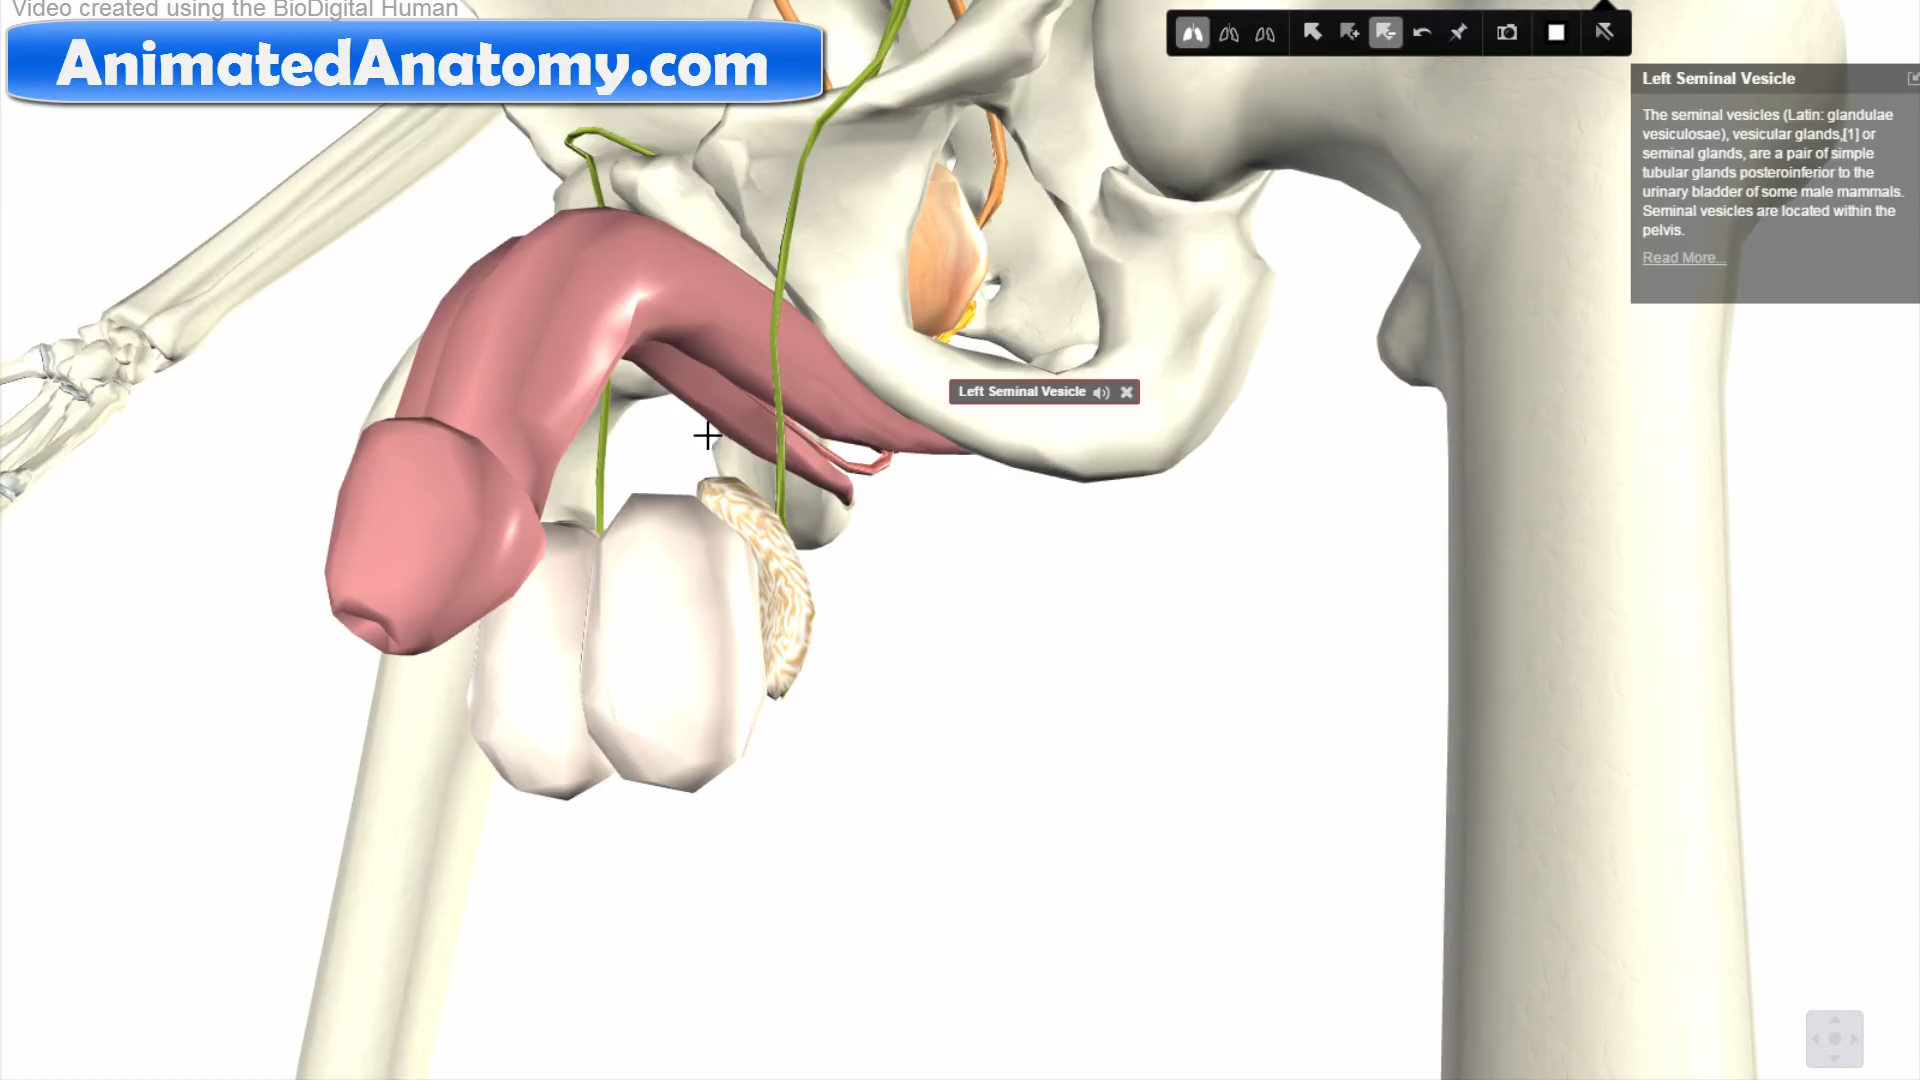 Video created using the BioDigital Human
AnimatedAnatomy.com
Left Seminal Vesicle
The seminal vesicles (Latin: glandulae
vesiculosae), vesicular glands,[1] or
seminal glands, are a pair of simple
tubular glands posteroinferior to the
urinary bladder of some male mammals.
Seminal vesicles are located within the
pelvis.
Read More...
Left Seminal Vesicle